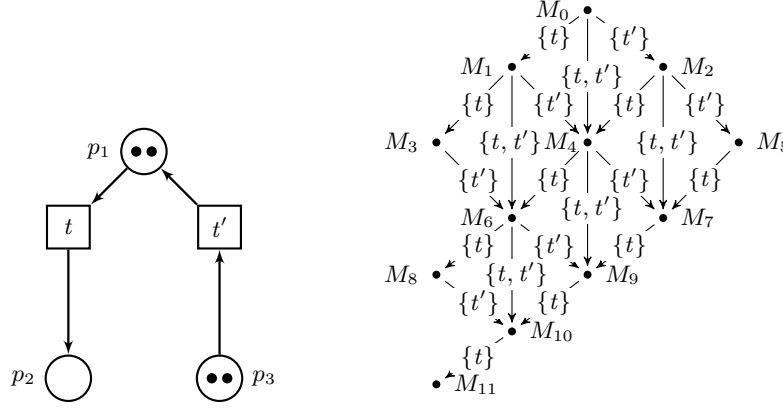 M₀
{t} {t′}
M₁ {t, t′} M₂
{t} {t′} {t} {t′}
p₁
M₃ {t, t′} M₄ {t, t′} M₅
{t′} {t} {t′} {t}
t t′
M₆ {t, t′} M₇
{t} {t′} {t}
M₈ {t, t′} M₉
{t′} {t}
M₁₀
p₂ p₃
{t}
M₁₁